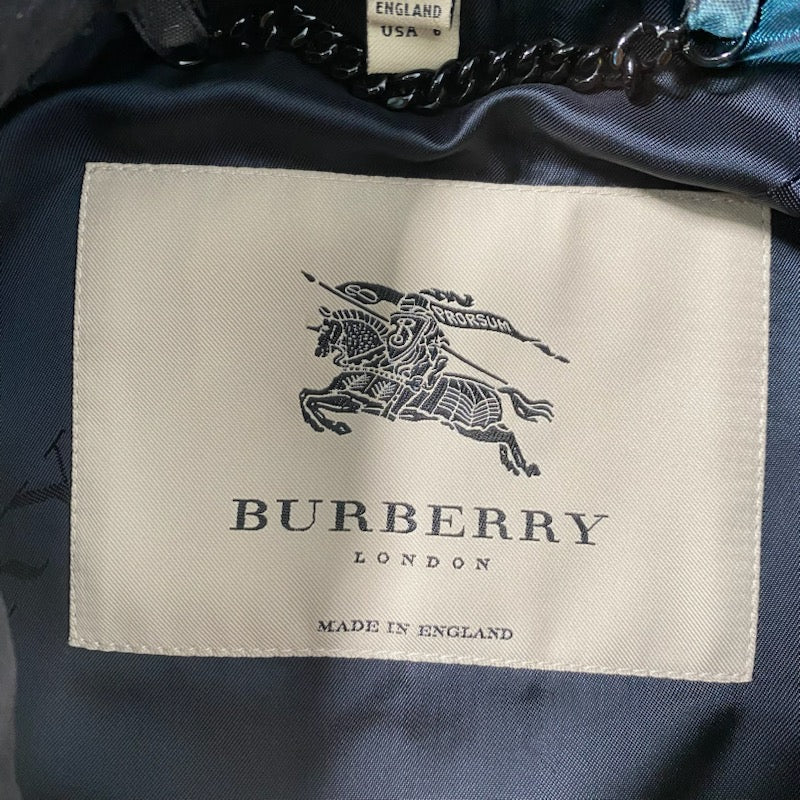 ENGLAND
USA 6
PRORSUM
B
BURBERRY
LONDON
MADE IN ENGLAND